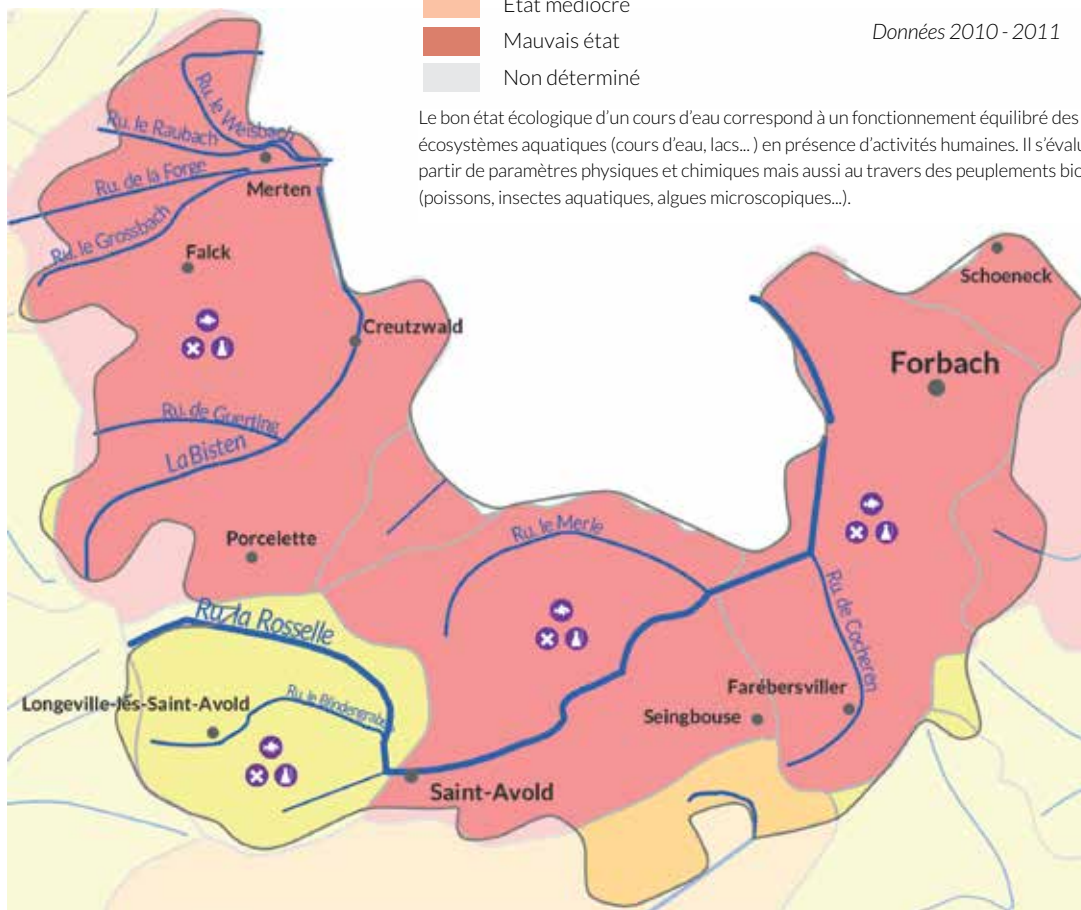 Etat médiocre
Mauvais état
Non déterminé
Données 2010 - 2011
Le bon état écologique d'un cours d'eau correspond à un fonctionnement équilibré des
écosystèmes aquatiques (cours d'eau, lacs... ) en présence d'activités humaines. Il s'évalu
partir de paramètres physiques et chimiques mais aussi au travers des peuplements bio
(poissons, insectes aquatiques, algues microscopiques...).
Ru. le Weisbach
Ru. le Raubach
Ru. de la Forge
Merten
Ru. le Grossbach
Falck
Schoeneck
Creutzwald
Forbach
Ru. de Guerting
La Bisten
Porcelette
Ru. le Merle
Ru. la Rosselle
Ru. de Cocheren
Longeville-lès-Saint-Avold
Ru. le
Farébersviller
Seingbouse
Saint-Avold